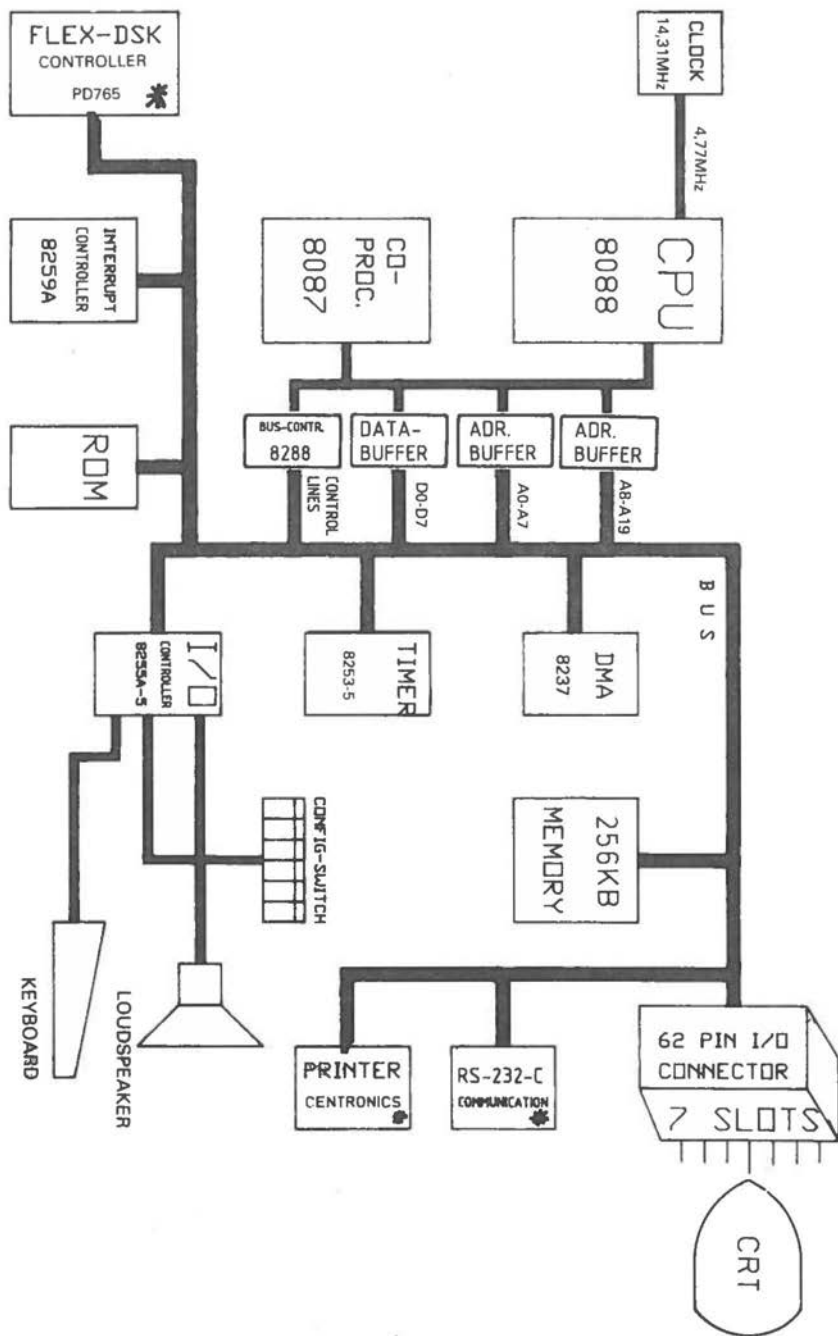 FLEX-DSK
CONTROLLER
PD765
CLOCK
14,31MHz
4,77MHz
INTERRUPT
CONTROLLER
8259A
CO-
PROC.
8087
CPU
8088
ROM
BUS-CONTR.
8288
DATA-
BUFFER
ADR.
BUFFER
ADR.
BUFFER
CONTROL
LINES
D0-D7
A0-A7
A8-A19
BUS
I/O
CONTROLLER
8255A-5
TIMER
8253-5
DMA
8237
CONFIG-SWITCH
256KB
MEMORY
KEYBOARD
LOUDSPEAKER
PRINTER
CENTRONICS
RS-232-C
COMMUNICATION
62 PIN I/O
CONNECTOR
7 SLOTS
CRT